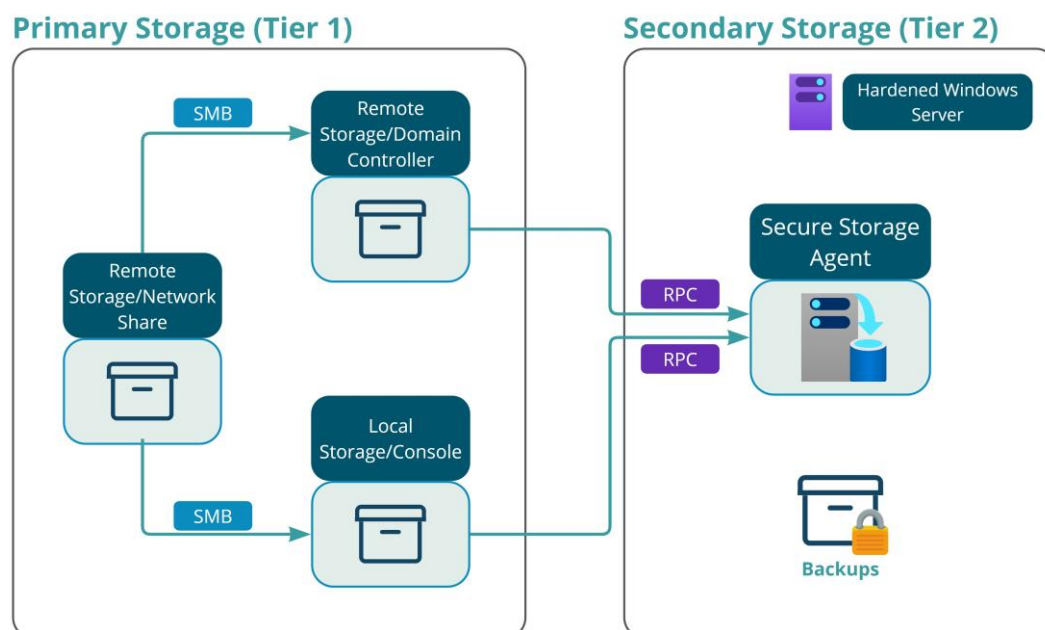 Primary Storage (Tier 1)
Secondary Storage (Tier 2)
SMB
Remote
Storage/Domain
Controller
Hardened Windows
Server
Remote
Storage/Network
Share
Secure Storage
Agent
RPC
RPC
Local
Storage/Console
SMB
Backups